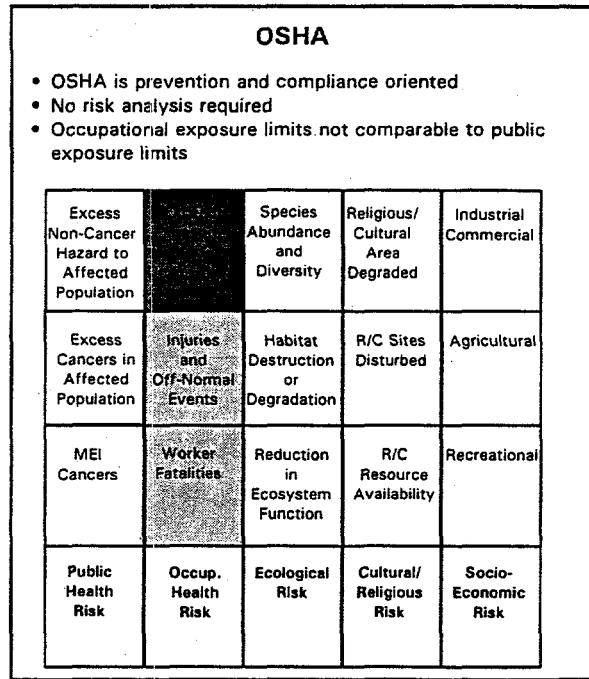 OSHA
• OSHA is prevention and compliance oriented
• No risk analysis required
• Occupational exposure limits not comparable to public
exposure limits
Excess
Non-Cancer
Hazard to
Affected
Population
Species
Abundance
and
Diversity
Religious/
Cultural
Area
Degraded
Industrial
Commercial
Excess
Cancers in
Affected
Population
Injuries
and
Off-Normal
Events
Habitat
Destruction
or
Degradation
R/C Sites
Disturbed
Agricultural
MEI
Cancers
Worker
Fatalities
Reduction
in
Ecosystem
Function
R/C
Resource
Availability
Recreational
Public
Health
Risk
Occup.
Health
Risk
Ecological
Risk
Cultural/
Religious
Risk
Socio-
Economic
Risk